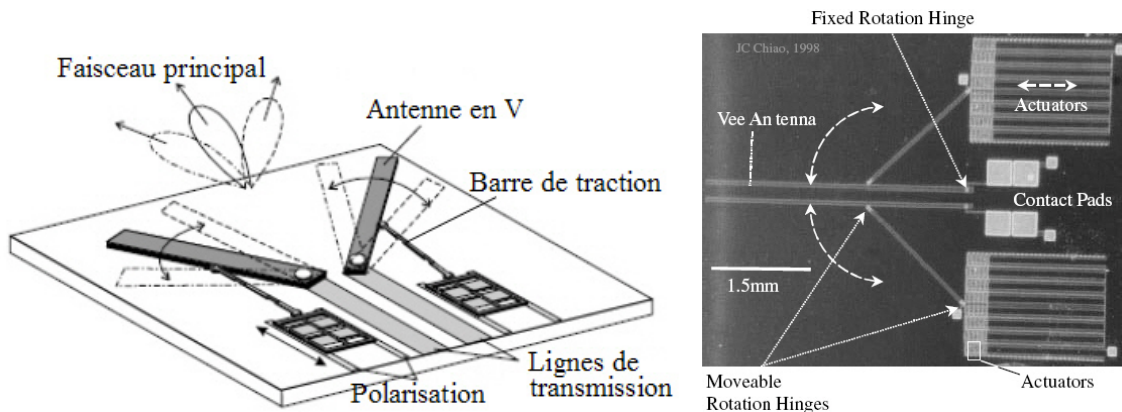 Faisceau principal
Antenne en V
Barre de traction
Lignes de
transmission
Polarisation
Fixed Rotation Hinge
JC Chiao, 1998
Actuators
Vee An tenna
Contact Pads
1.5mm
Moveable
Rotation Hinges
Actuators